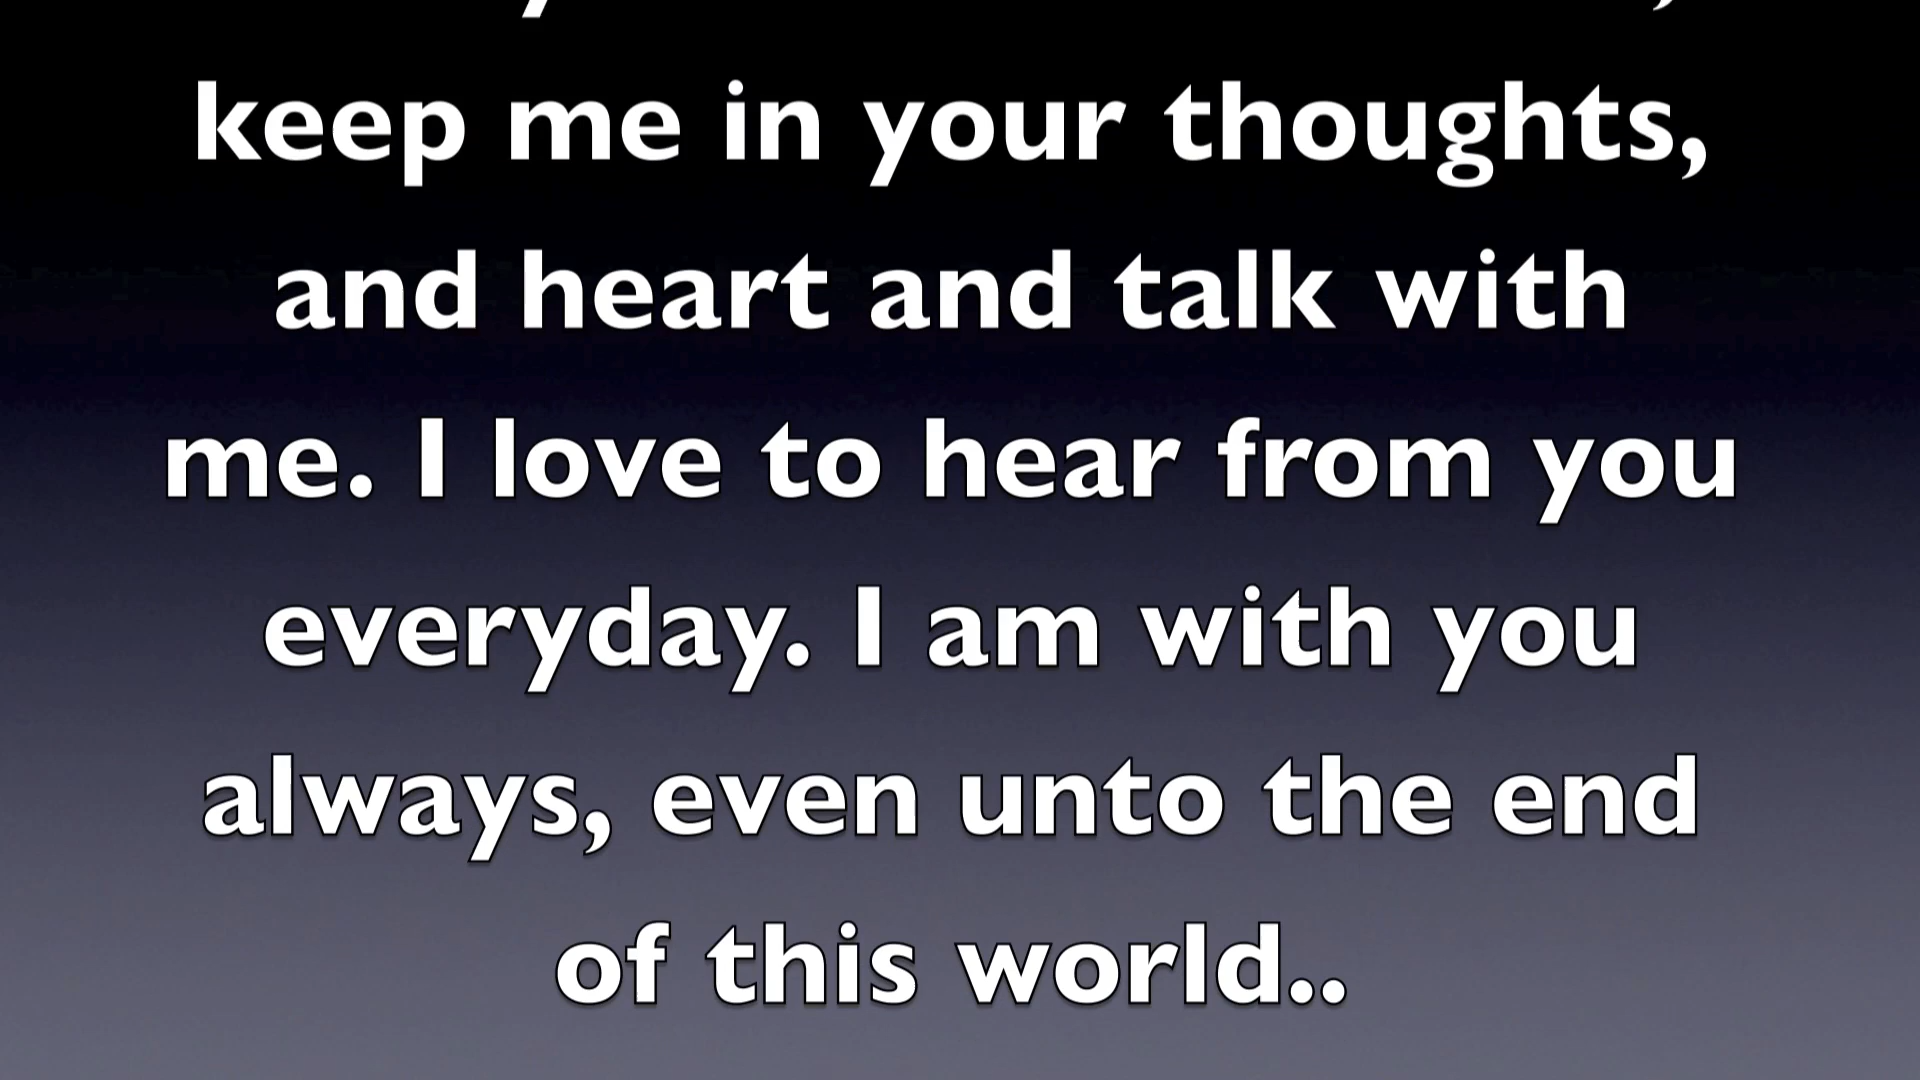 keep me in your thoughts,
and heart and talk with
me. I love to hear from you
everyday. I am with you
always, even unto the end
of this world..